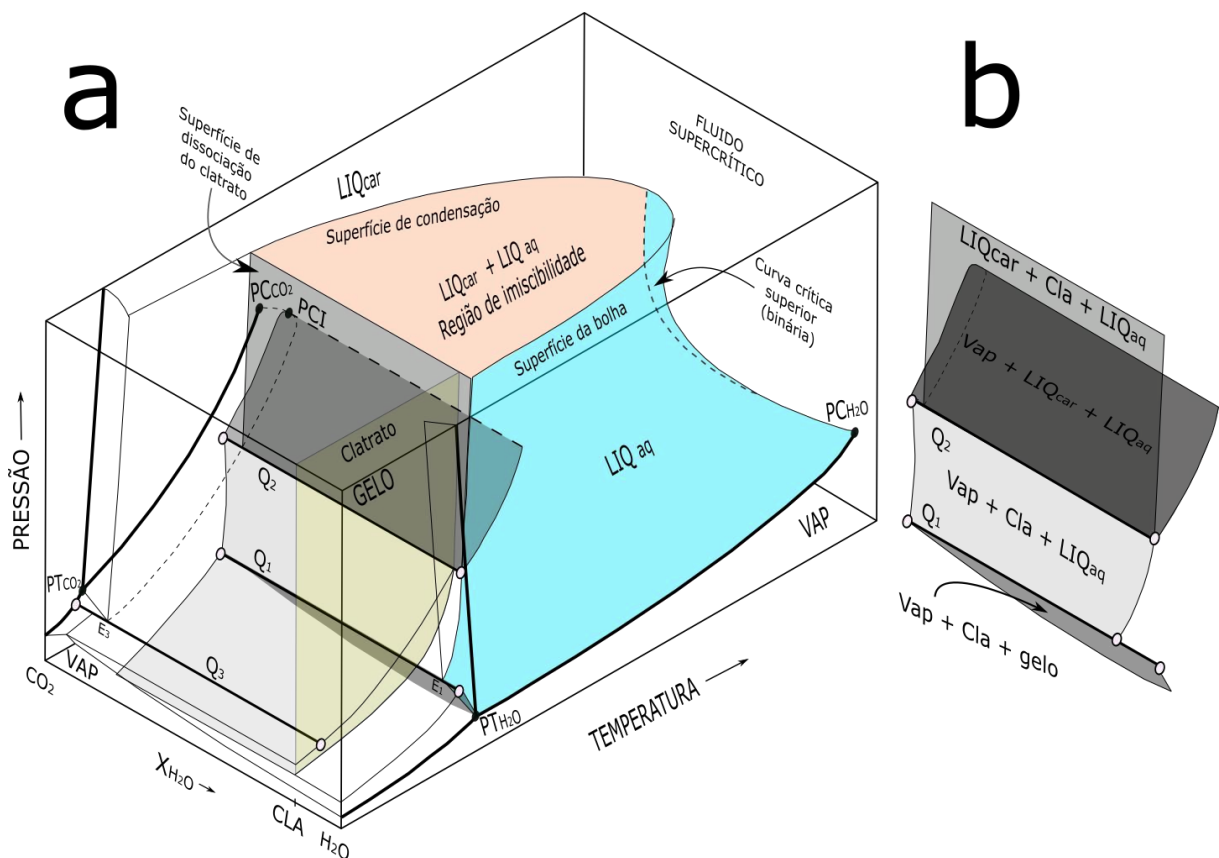 a
b
Superfície de
dissociação
do clatrato
LIQcar
FLUIDO
SUPERCRÍTICO
Superfície de condensação
LIQcar + LIQ aq
Região de imiscibilidade
Curva crítica
superior
(binária)
PCCO2
PCI
Superfície da bolha
PCH2O
LIQ aq
Clatrato
GELO
Q2
VAP
PRESSÃO
Q1
PTCO2
E3
Q3
E1
CO2
VAP
PTH2O
TEMPERATURA
XH2O
CLA
H2O
LIQcar + Cla + LIQaq
Vap + LIQcar + LIQaq
Q2
Vap + Cla + LIQaq
Q1
Vap + Cla + gelo